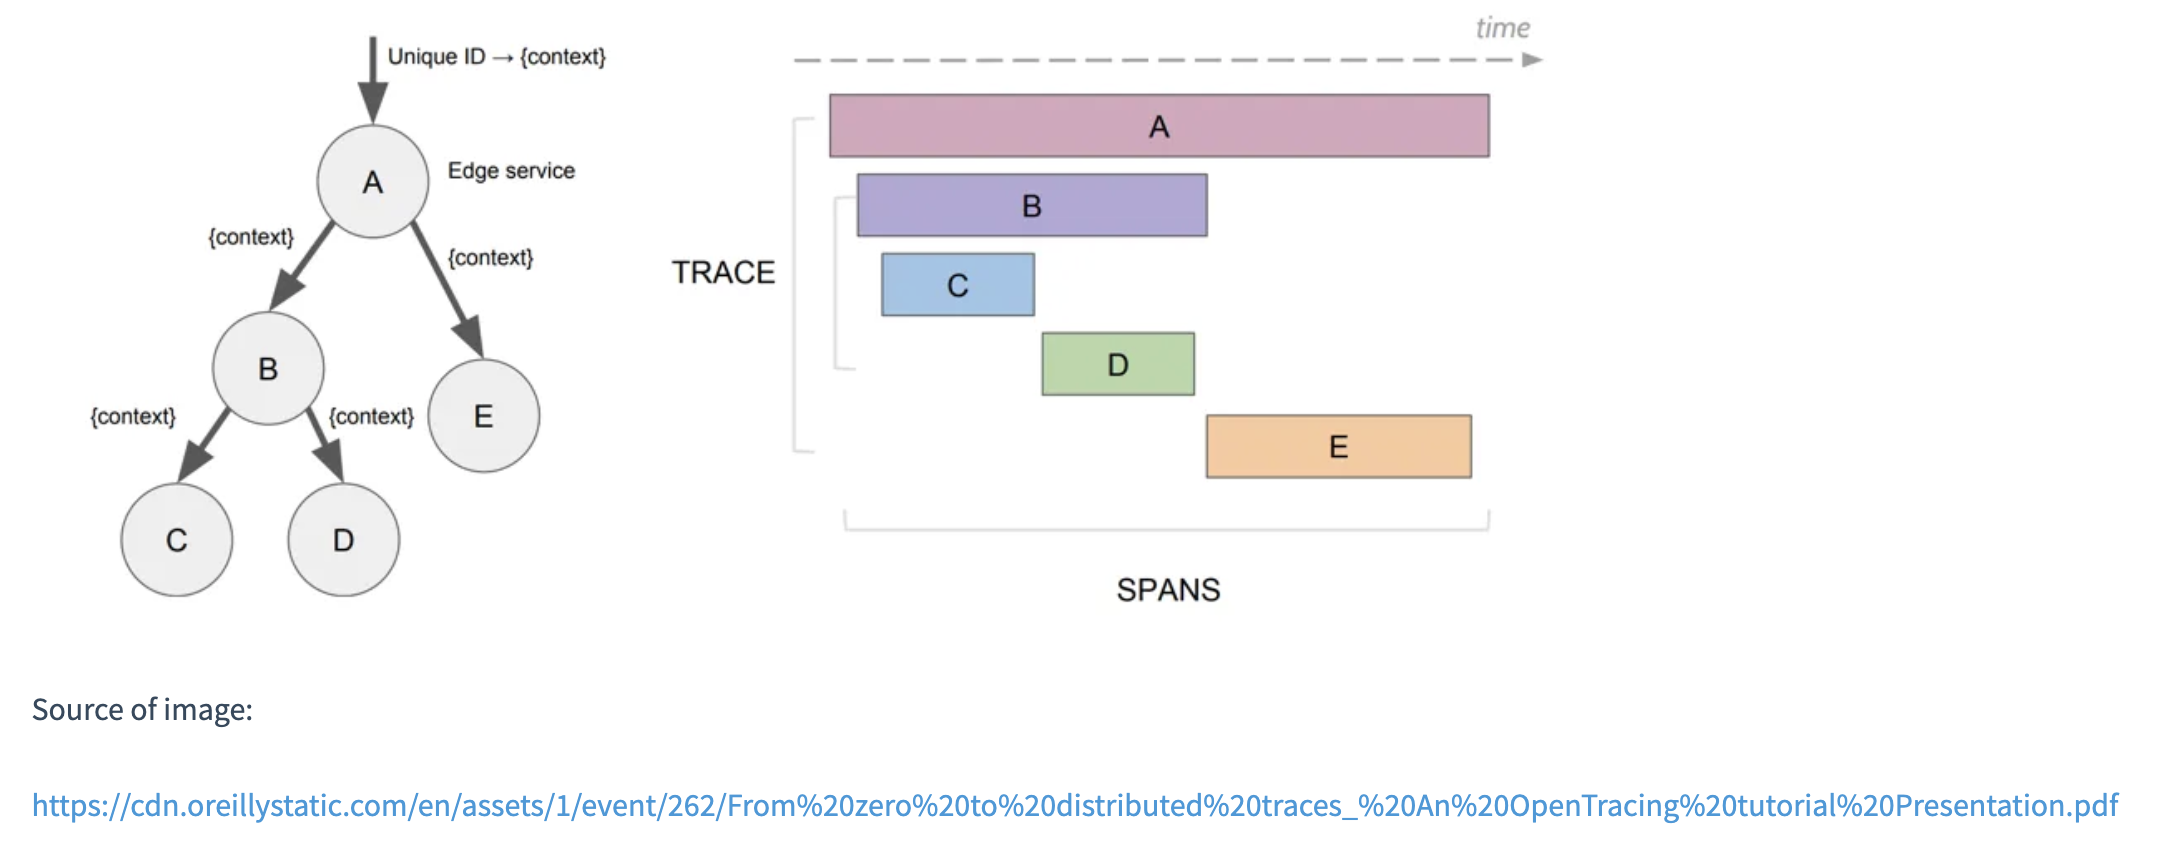 Unique ID → {context}
A
Edge service
{context}
{context}
B
E
{context}
{context}
C
D
time
A
B
C
D
E
TRACE
SPANS
Source of image:
https://cdn.oreillystatic.com/en/assets/1/event/262/From%20zero%20to%20distributed%20traces_%20An%20OpenTracing%20tutorial%20Presentation.pdf